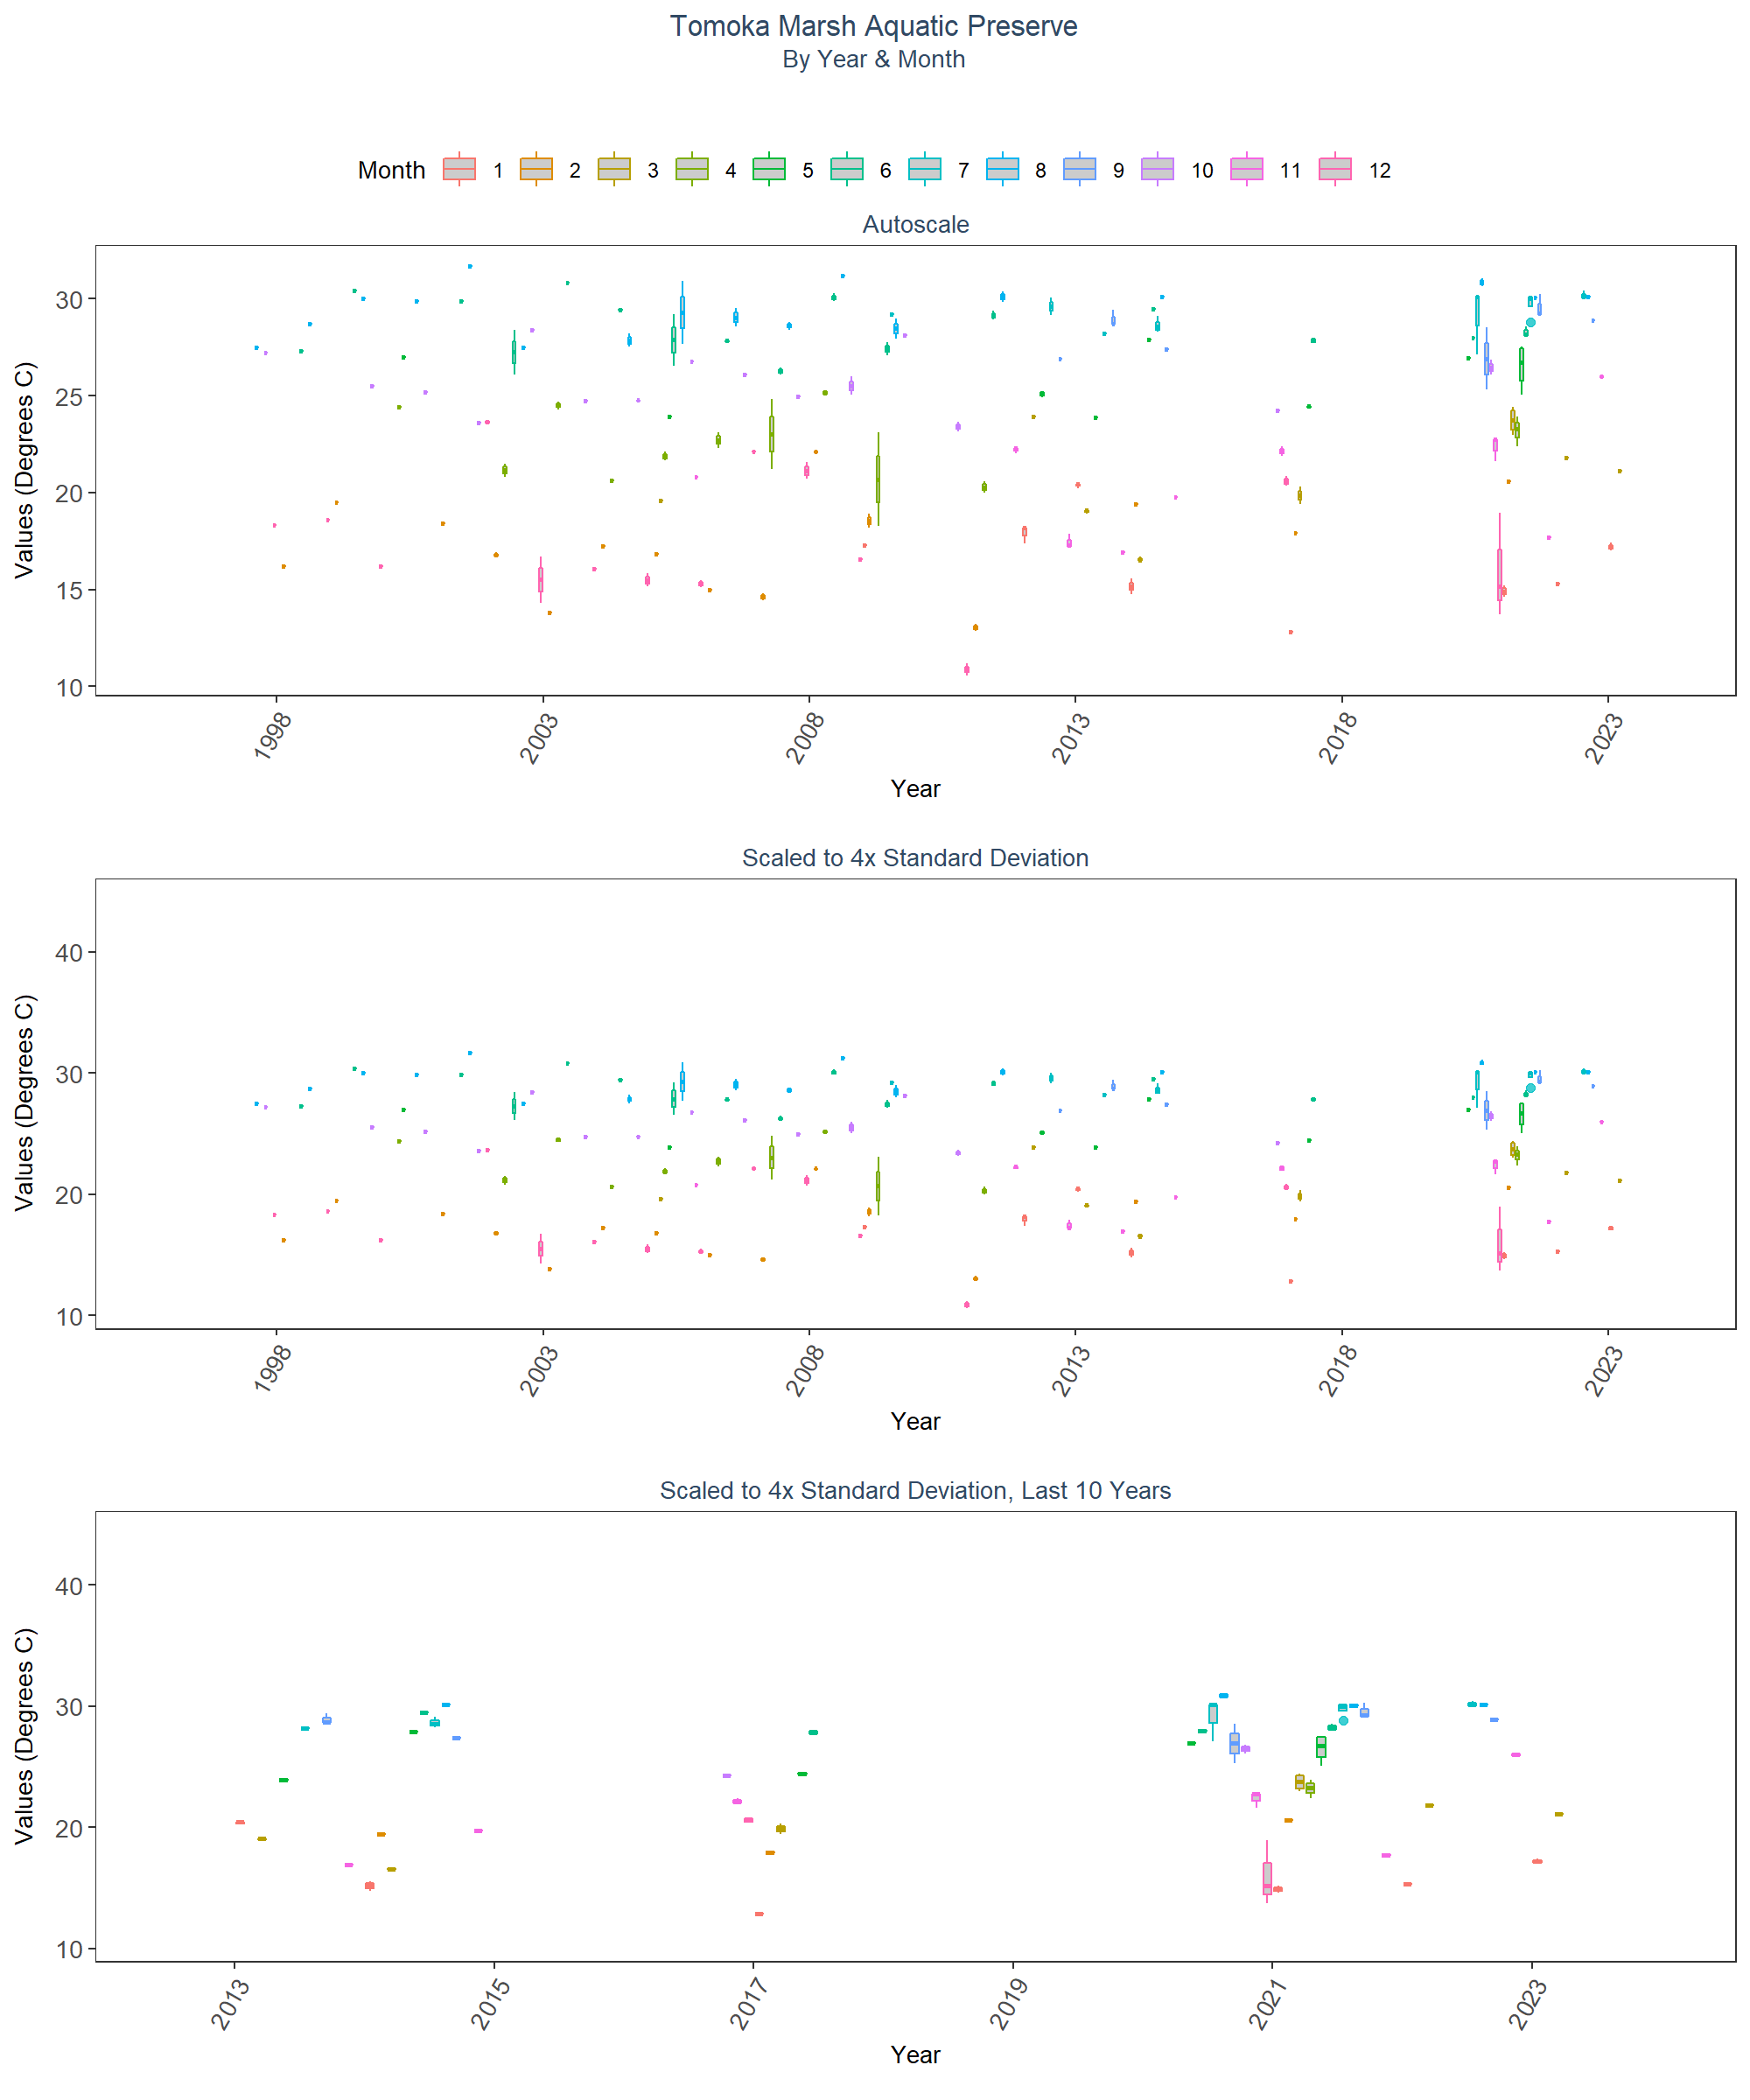 Tomoka Marsh Aquatic Preserve
By Year & Month
Month 1 2 3 4 5 6 7 8 9 10 11 12
Autoscale
Values (Degrees C)
30
25
20
15
10
1998 2003 2008 2013 2018 2023
Year
Scaled to 4x Standard Deviation
Values (Degrees C)
40
30
20
10
1998 2003 2008 2013 2018 2023
Year
Scaled to 4x Standard Deviation, Last 10 Years
Values (Degrees C)
40
30
20
10
2013 2015 2017 2019 2021 2023
Year